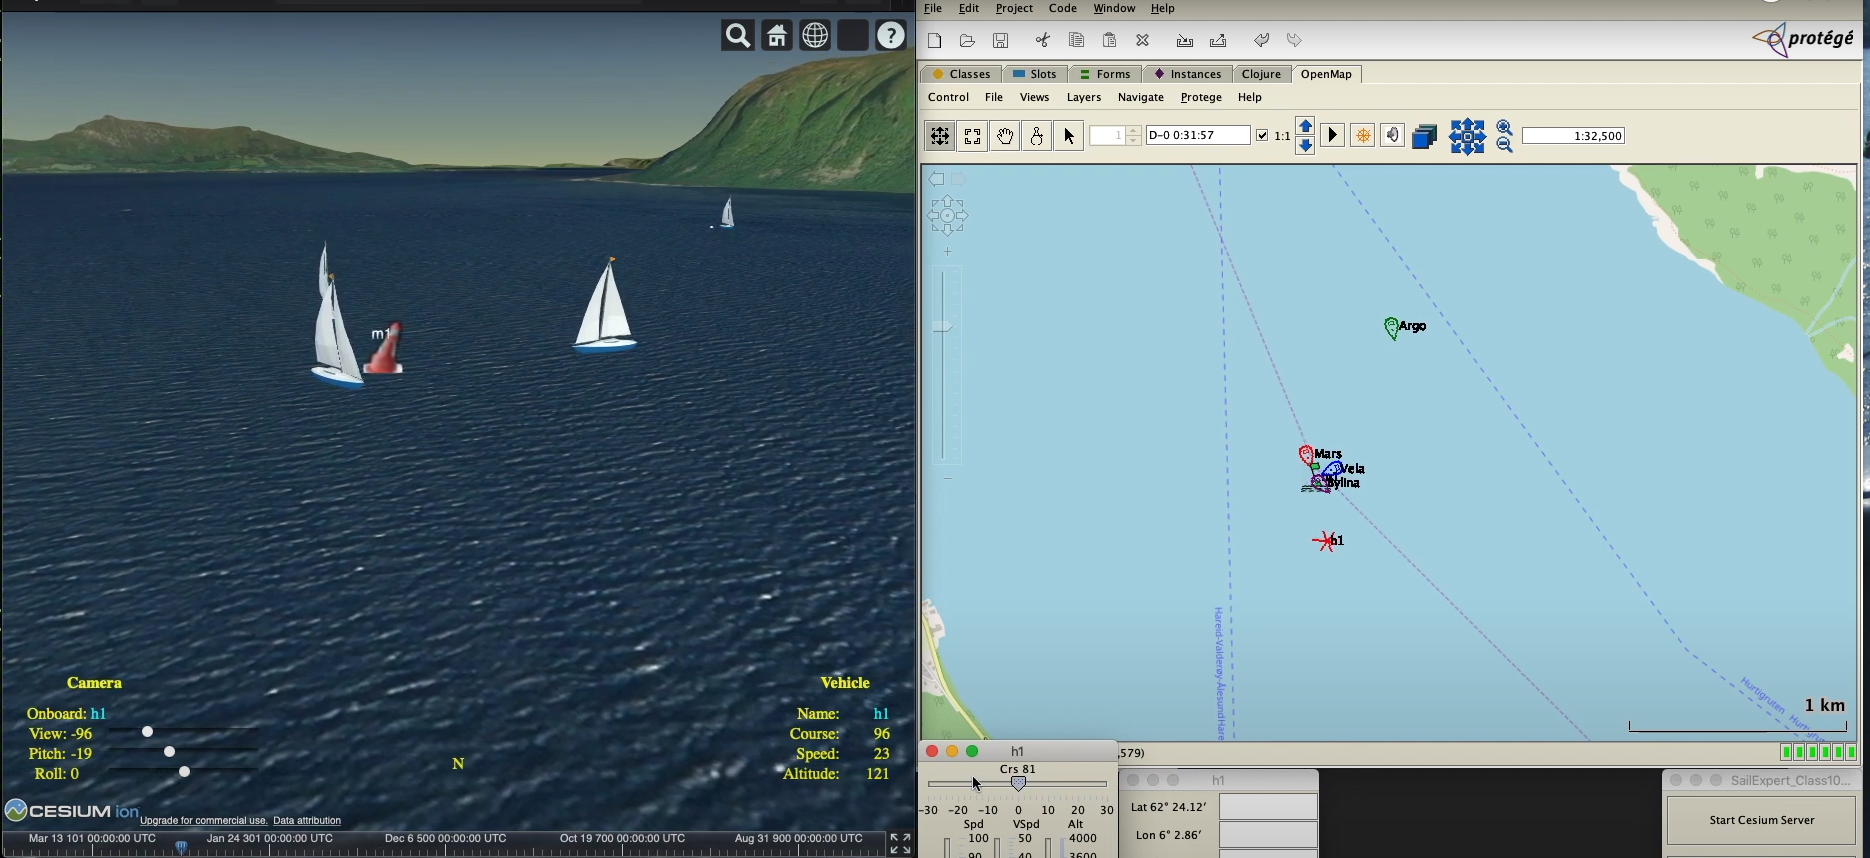 m1
Camera
Onboard: h1
View: -96
Pitch: -19
Roll: 0
N
Vehicle
Name: h1
Course: 96
Speed: 23
Altitude: 121
CESIUM ion
Upgrade for commercial use. Data attribution
Mar 13 101 00:00:00 UTC Jan 24 301 00:00:00 UTC Dec 6 500 00:00:00 UTC Oct 19 700 00:00:00 UTC Aug 31 900 00:00:00 UTC
?
File Edit Project Code Window Help
protégé
Classes Slots Forms Instances Clojure OpenMap
Control File Views Layers Navigate Protege Help
1 D-0 0:31:57 1:1 1:32,500
Argo
Mars
Vela
Bylina
h1
Hareid-Valderøy-Ålesund
Hurtigruten
1 km
,579)
h1
Crs 81
-30 -20 -10 0 10 20 30
Spd VSpd Alt
100 50 4000
90 40 3600
h1
Lat 62° 24.12′
Lon 6° 2.86′
SailExpert_Class10...
Start Cesium Server